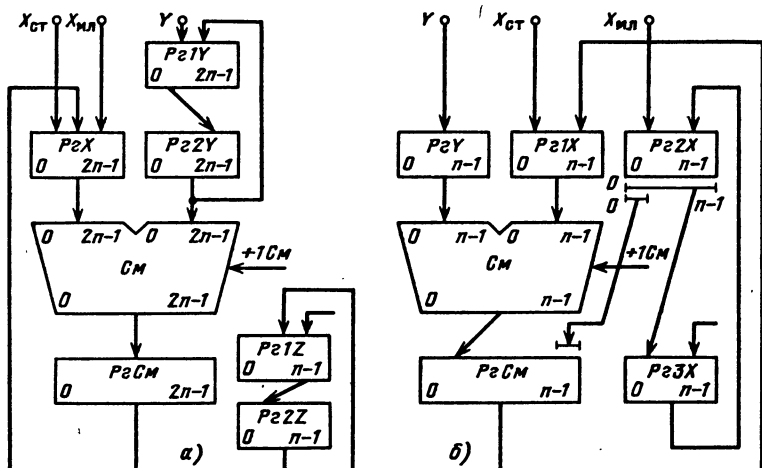 Xст Xмл Y Y Xст Xмл
Рг1Y
0 2n-1
РгX Рг2Y РгY Рг1X Рг2X
0 2n-1 0 2n-1 0 n-1 0 n-1 0 n-1
0
0 n-1
0 2n-1 0 2n-1 0 n-1 0 n-1
См +1См См +1См
0 2n-1 0 n-1
Рг1Z
0 n-1
РгСм РгСм Рг3X
0 2n-1 0 n-1 0 n-1
Рг2Z
0 n-1
а) б)